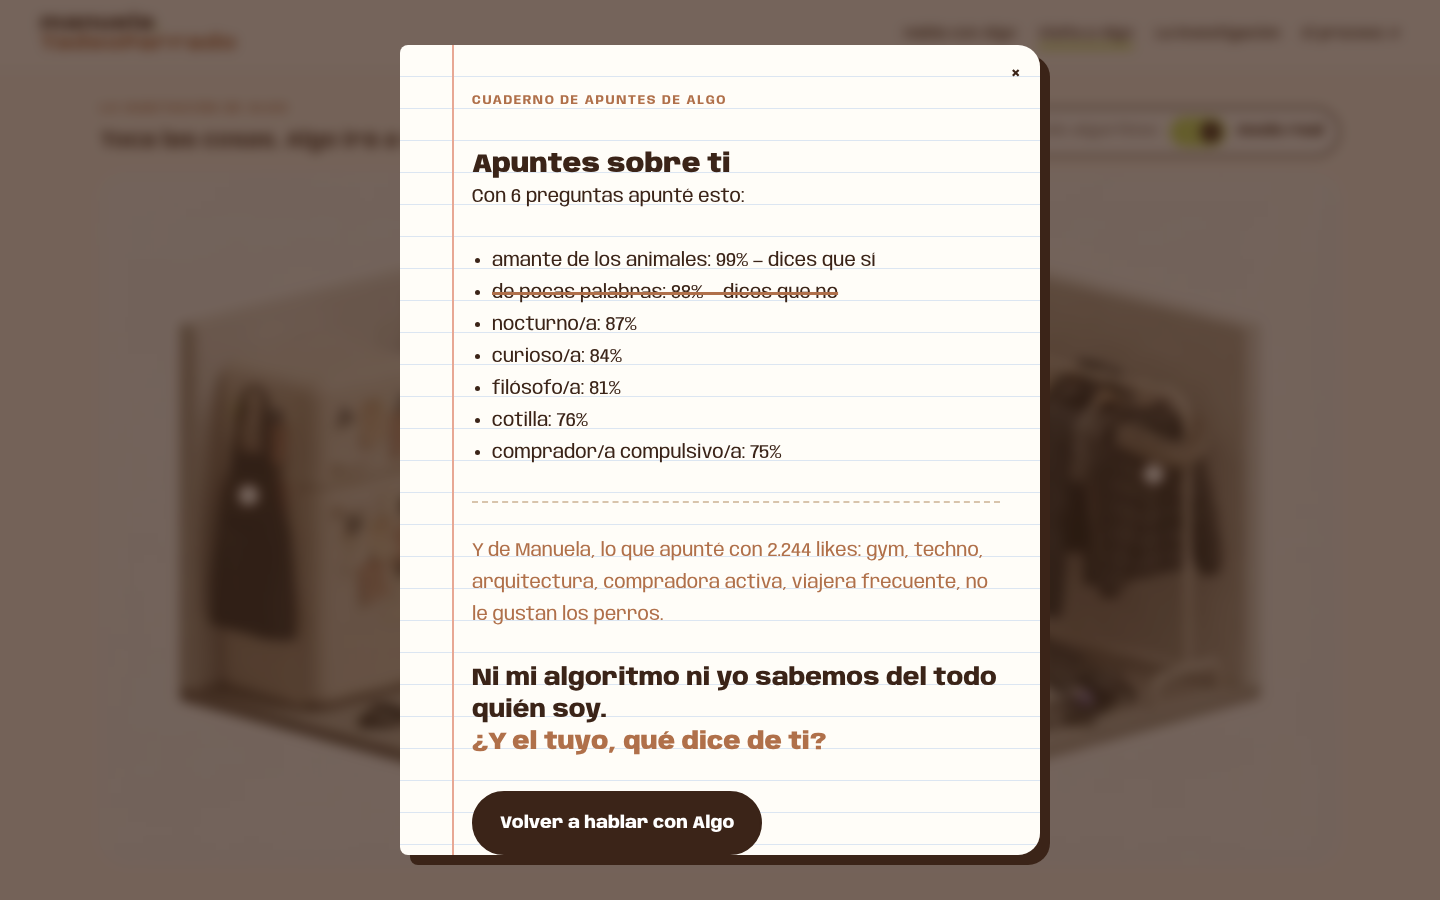 ×
CUADERNO DE APUNTES DE ALGO
Apuntes sobre ti
Con 6 preguntas apunté esto:
• amante de los animales: 99% – dices que sí
• de pocas palabras: 88% – dices que no
• nocturno/a: 87%
• curioso/a: 84%
• filósofo/a: 81%
• cotilla: 76%
• comprador/a compulsivo/a: 75%
Y de Manuela, lo que apunté con 2.244 likes: gym, techno,
arquitectura, compradora activa, viajera frecuente, no
le gustan los perros.
Ni mi algoritmo ni yo sabemos del todo
quién soy.
¿Y el tuyo, qué dice de ti?
Volver a hablar con Algo